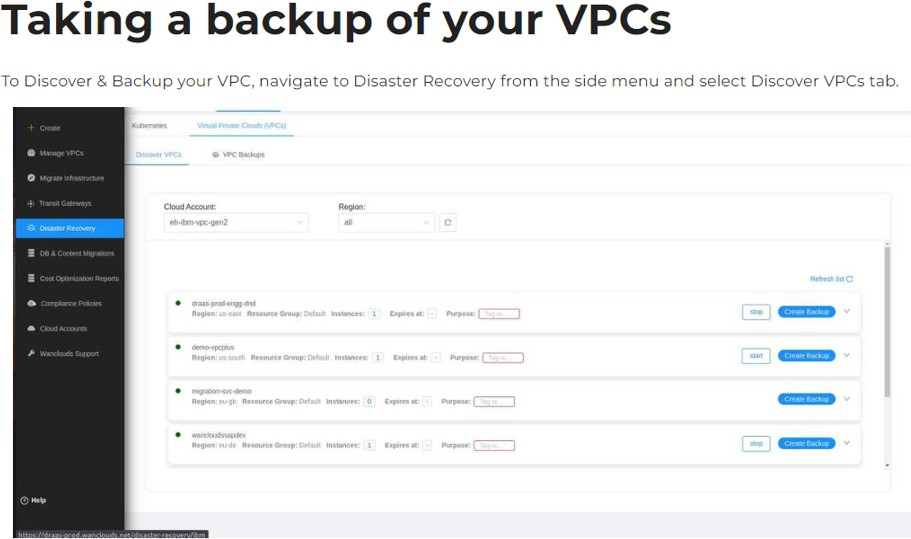 Taking a backup of your VPCs
To Discover & Backup your VPC, navigate to Disaster Recovery from the side menu and select Discover VPCs tab.
+ Create
Manage VPCs
Migrate Infrastructure
Transit Gateways
Disaster Recovery
DB & Content Migrations
Cost Optimization Reports
Compliance Policies
Cloud Accounts
Wanclouds Support
? Help
https://draas-prod.wanclouds.net/disaster-recovery/ibm
Kubernetes Virtual Private Clouds (VPCs)
Discover VPCs VPC Backups
Cloud Account: Region:
eh-ibm-vpc-gen2 all
Refresh list
draas-prod-engg-dnd
Region: us-east Resource Group: Default Instances: 1 Expires at: - Purpose: Tag re... stop Create Backup
demo-vpcplus
Region: us-south Resource Group: Default Instances: 1 Expires at: - Purpose: Tag re... start Create Backup
migration-svc-demo
Region: eu-gb Resource Group: Default Instances: 0 Expires at: - Purpose: Tag re... Create Backup
wancloudssapdev
Region: eu-de Resource Group: Default Instances: 1 Expires at: - Purpose: Tag re... stop Create Backup